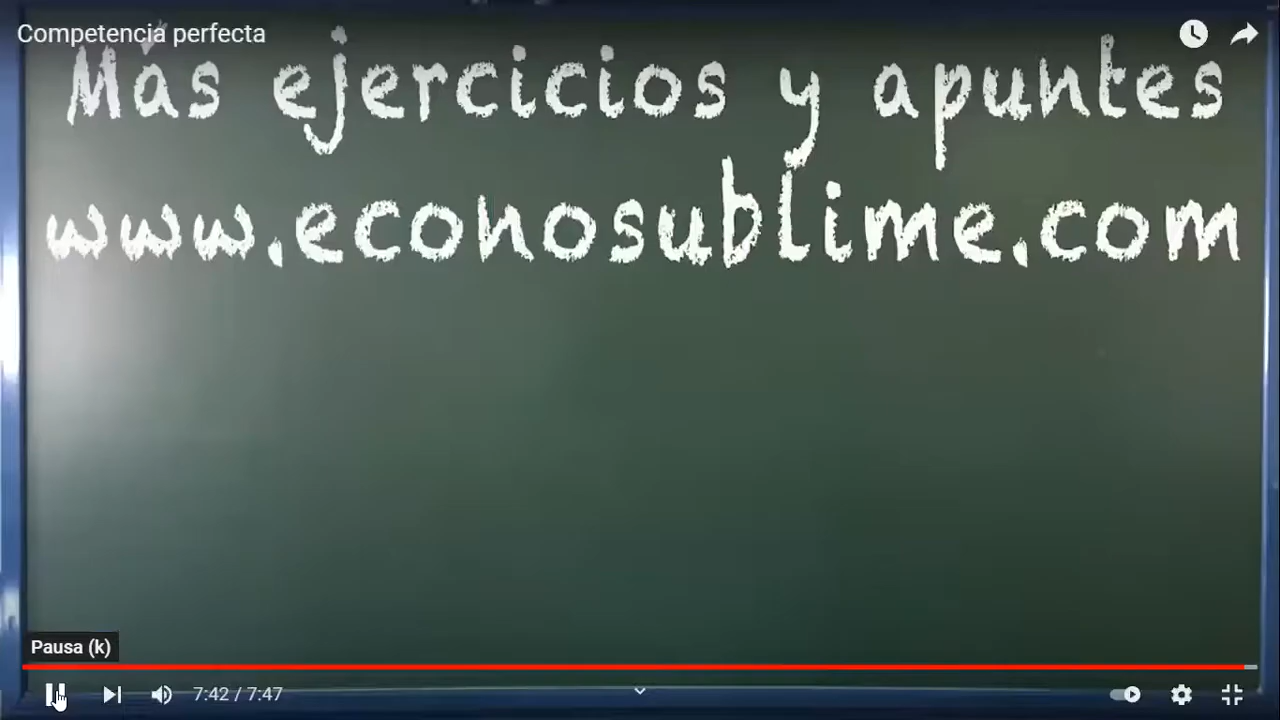 Competencia perfecta
Más ejercicios y apuntes
www.econosublime.com
Pausa (k)
7:42 / 7:47